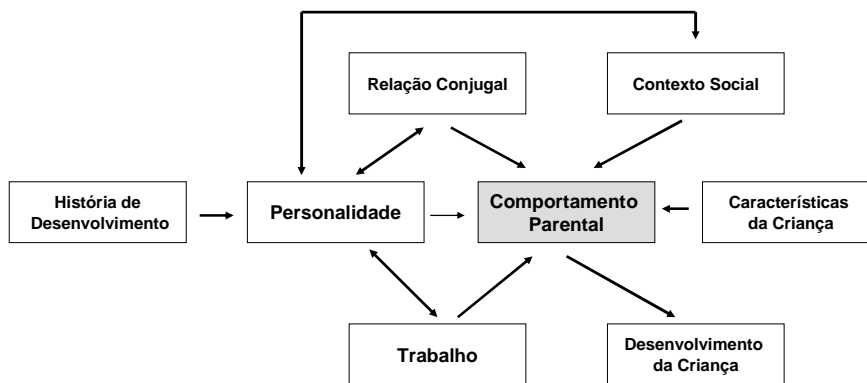 Relação Conjugal
Contexto Social
História de
Desenvolvimento
Personalidade
Comportamento
Parental
Características
da Criança
Trabalho
Desenvolvimento
da Criança